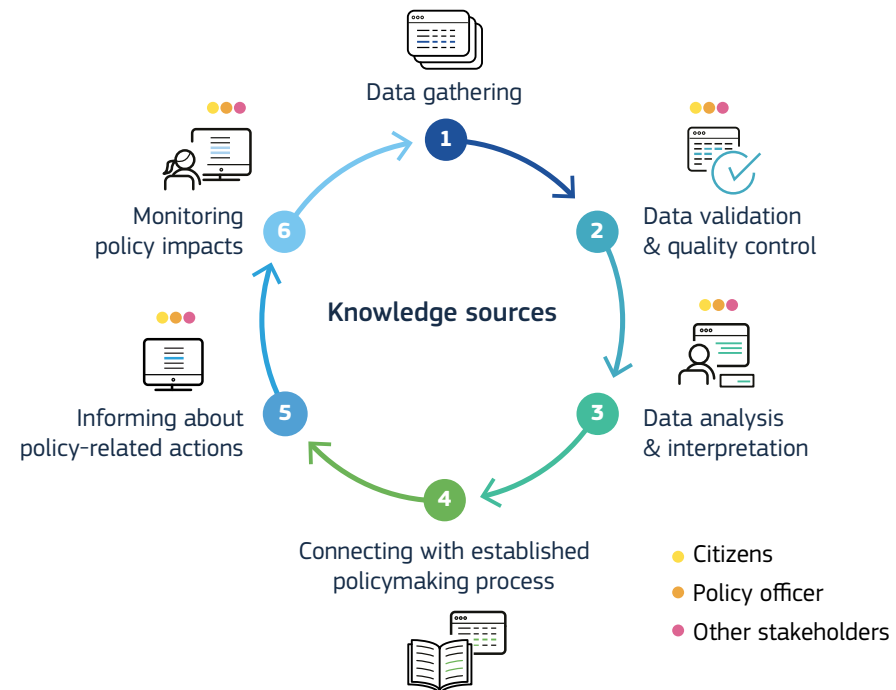 Data gathering
1
2
Data validation
& quality control
3
Data analysis
& interpretation
4
Connecting with established
policymaking process
5
Informing about
policy-related actions
6
Monitoring
policy impacts
Knowledge sources
Citizens
Policy officer
Other stakeholders